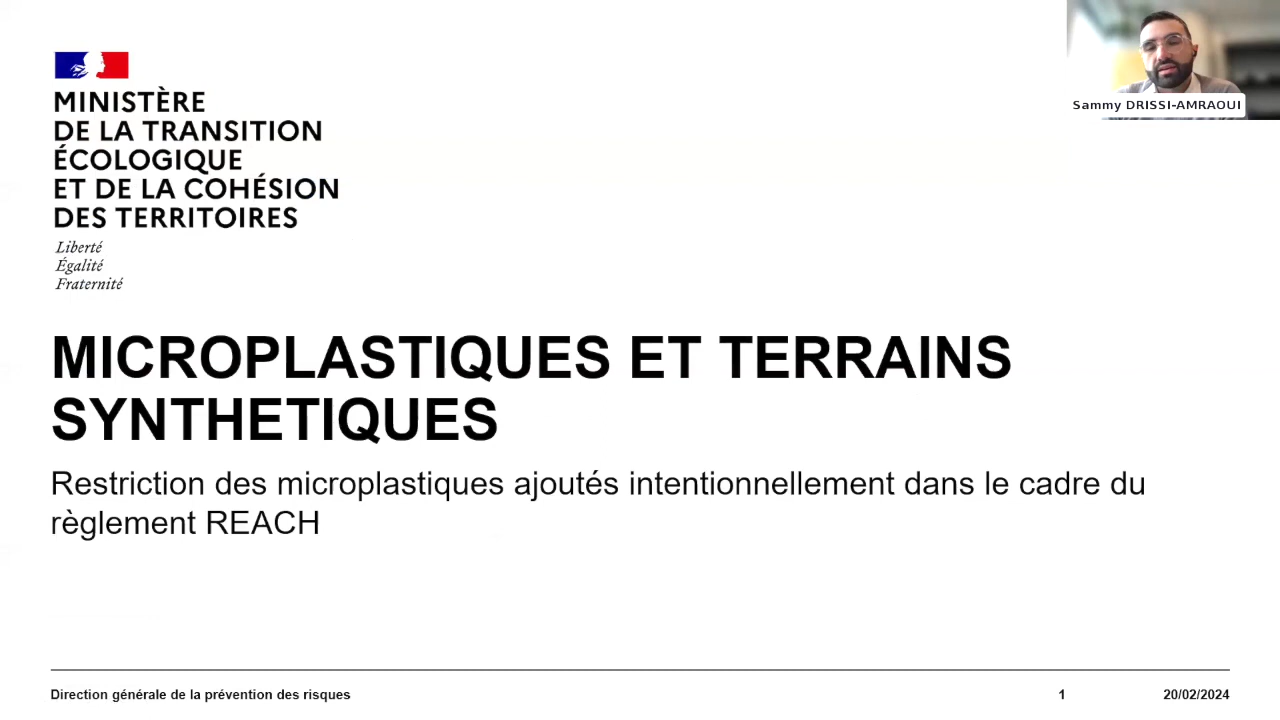 MINISTÈRE
DE LA TRANSITION
ÉCOLOGIQUE
ET DE LA COHÉSION
DES TERRITOIRES
Liberté
Égalité
Fraternité
Sammy DRISSI-AMRAOUI
MICROPLASTIQUES ET TERRAINS
SYNTHETIQUES
Restriction des microplastiques ajoutés intentionnellement dans le cadre du
règlement REACH
Direction générale de la prévention des risques
1
20/02/2024